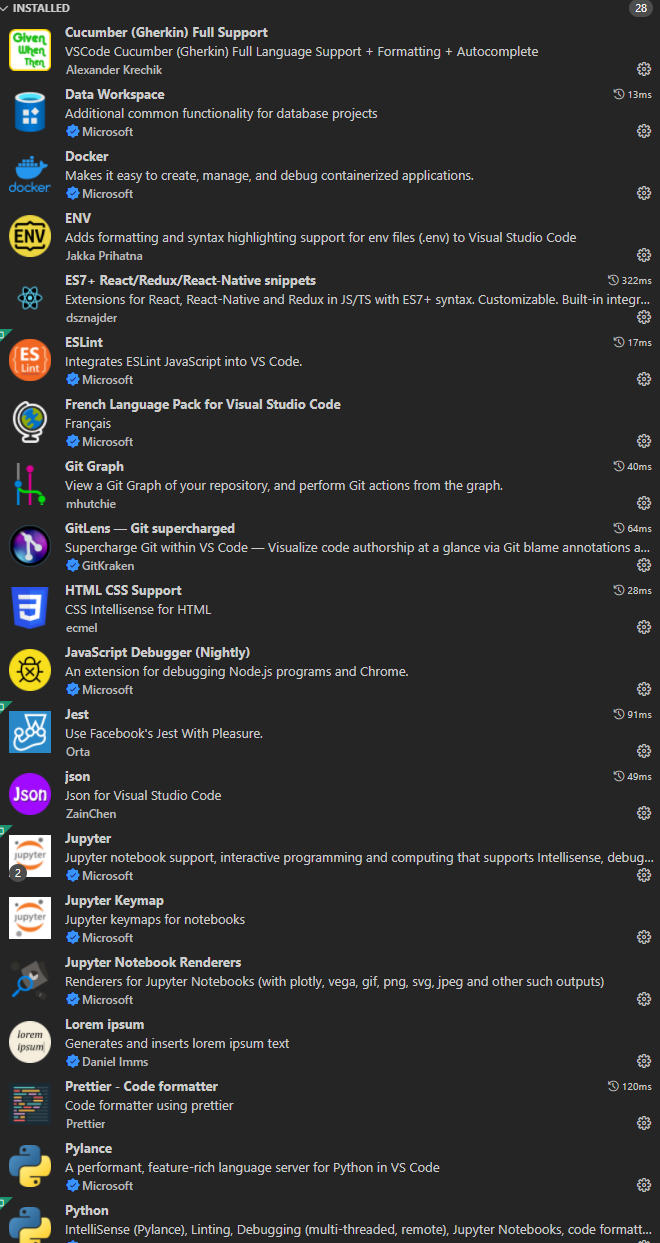 INSTALLED 28
Given When Then
Cucumber (Gherkin) Full Support
VSCode Cucumber (Gherkin) Full Language Support + Formatting + Autocomplete
Alexander Krechik
Data Workspace 13ms
Additional common functionality for database projects
Microsoft
docker
Docker
Makes it easy to create, manage, and debug containerized applications.
Microsoft
ENV
ENV
Adds formatting and syntax highlighting support for env files (.env) to Visual Studio Code
Jakka Prihatna
ES7+ React/Redux/React-Native snippets 322ms
Extensions for React, React-Native and Redux in JS/TS with ES7+ syntax. Customizable. Built-in integr...
dsznajder
ES Lint
ESLint 17ms
Integrates ESLint JavaScript into VS Code.
Microsoft
French Language Pack for Visual Studio Code
Français
Microsoft
Git Graph 40ms
View a Git Graph of your repository, and perform Git actions from the graph.
mhutchie
GitLens — Git supercharged 64ms
Supercharge Git within VS Code — Visualize code authorship at a glance via Git blame annotations a...
GitKraken
3
HTML CSS Support 28ms
CSS Intellisense for HTML
ecmel
JavaScript Debugger (Nightly)
An extension for debugging Node.js programs and Chrome.
Microsoft
Jest 91ms
Use Facebook's Jest With Pleasure.
Orta
Json
json 49ms
Json for Visual Studio Code
ZainChen
jupyter
2
Jupyter
Jupyter notebook support, interactive programming and computing that supports Intellisense, debug...
Microsoft
jupyter
Jupyter Keymap
Jupyter keymaps for notebooks
Microsoft
Jupyter Notebook Renderers
Renderers for Jupyter Notebooks (with plotly, vega, gif, png, svg, jpeg and other such outputs)
Microsoft
lorem ipsum
Lorem ipsum
Generates and inserts lorem ipsum text
Daniel Imms
Prettier - Code formatter 120ms
Code formatter using prettier
Prettier
Pylance
A performant, feature-rich language server for Python in VS Code
Microsoft
Python
IntelliSense (Pylance), Linting, Debugging (multi-threaded, remote), Jupyter Notebooks, code formatt...